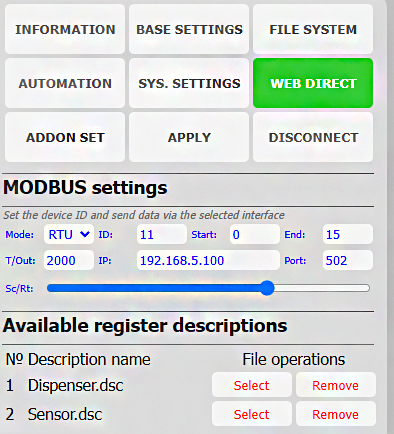 INFORMATION BASE SETTINGS FILE SYSTEM
AUTOMATION SYS. SETTINGS WEB DIRECT
ADDON SET APPLY DISCONNECT
MODBUS settings
Set the device ID and send data via the selected interface
Mode: RTU ID: 11 Start: 0 End: 15
T/Out: 2000 IP: 192.168.5.100 Port: 502
Sc/Rt:
Available register descriptions
№ Description name File operations
1 Dispenser.dsc Select Remove
2 Sensor.dsc Select Remove